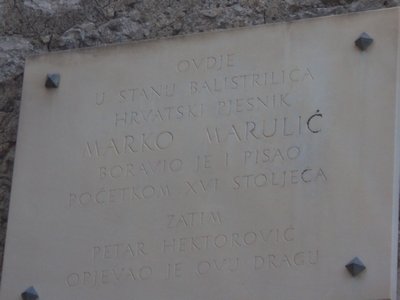 OVDJE
U STANU BALISTRILIĆA
HRVATSKI PJESNIK
MARKO MARULIĆ
BORAVIO JE I PISAO
POČETKOM XVI STOLJEĆA
ZATIM
PETAR HEKTOROVIĆ
OPJEVAO JE OVU DRAGU